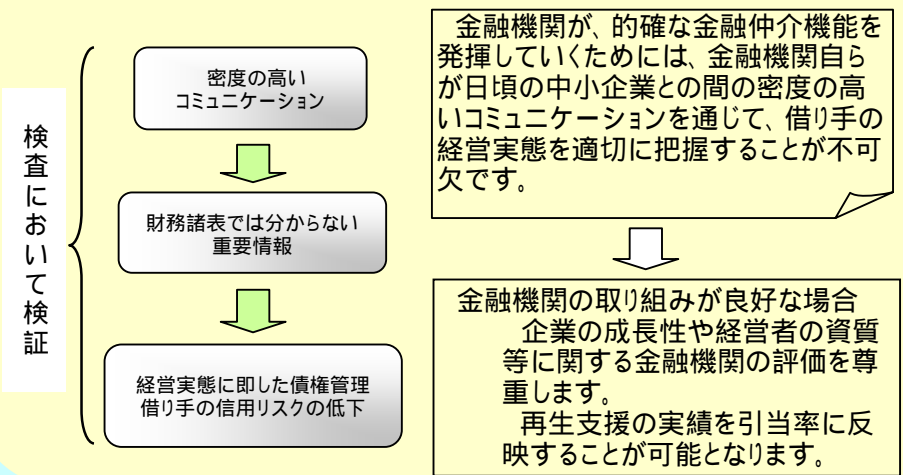 検査において検証
密度の高い
コミュニケーション
財務諸表では分からない
重要情報
経営実態に即した債権管理
借り手の信用リスクの低下
金融機関が、的確な金融仲介機能を
発揮していくためには、金融機関自ら
が日頃の中小企業との間の密度の高
いコミュニケーションを通じて、借り手の
経営実態を適切に把握することが不可
欠です。
金融機関の取り組みが良好な場合
企業の成長性や経営者の資質
等に関する金融機関の評価を尊
重します。
再生支援の実績を引当率に反
映することが可能となります。